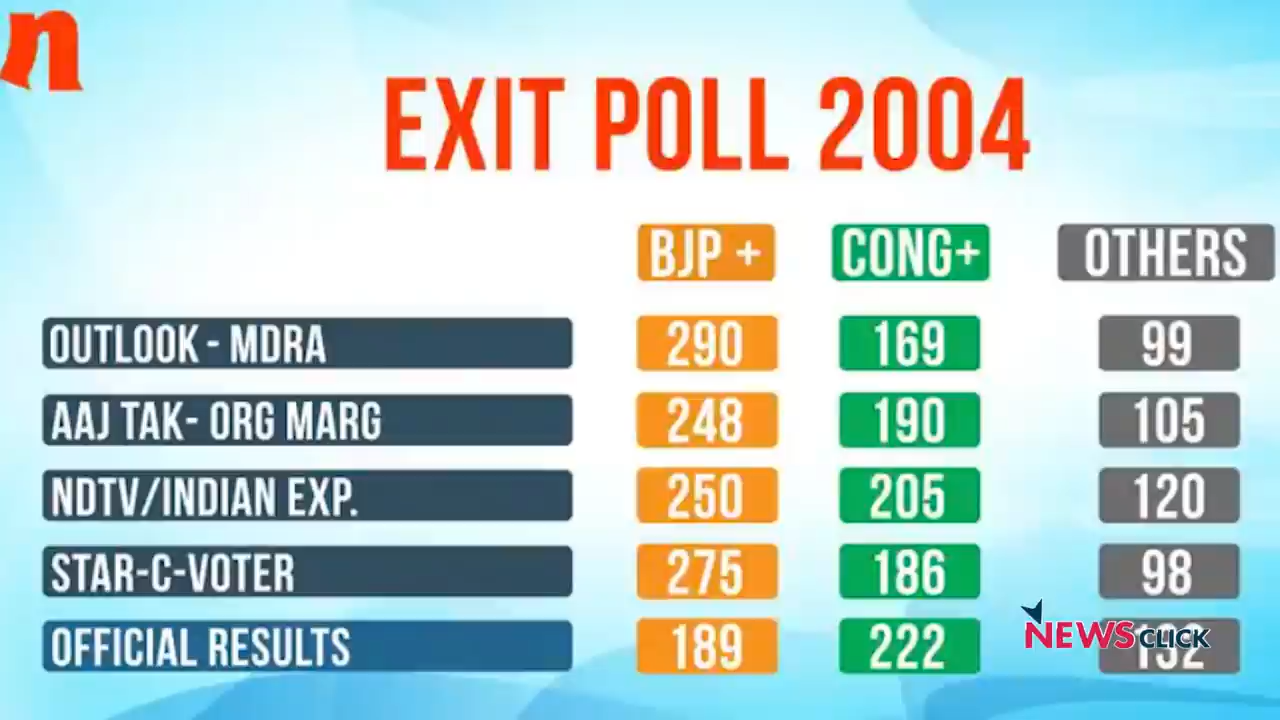 n
EXIT POLL 2004
BJP + CONG+ OTHERS
OUTLOOK - MDRA 290 169 99
AAJ TAK- ORG MARG 248 190 105
NDTV/INDIAN EXP. 250 205 120
STAR-C-VOTER 275 186 98
OFFICIAL RESULTS 189 222
NEWSCLICK